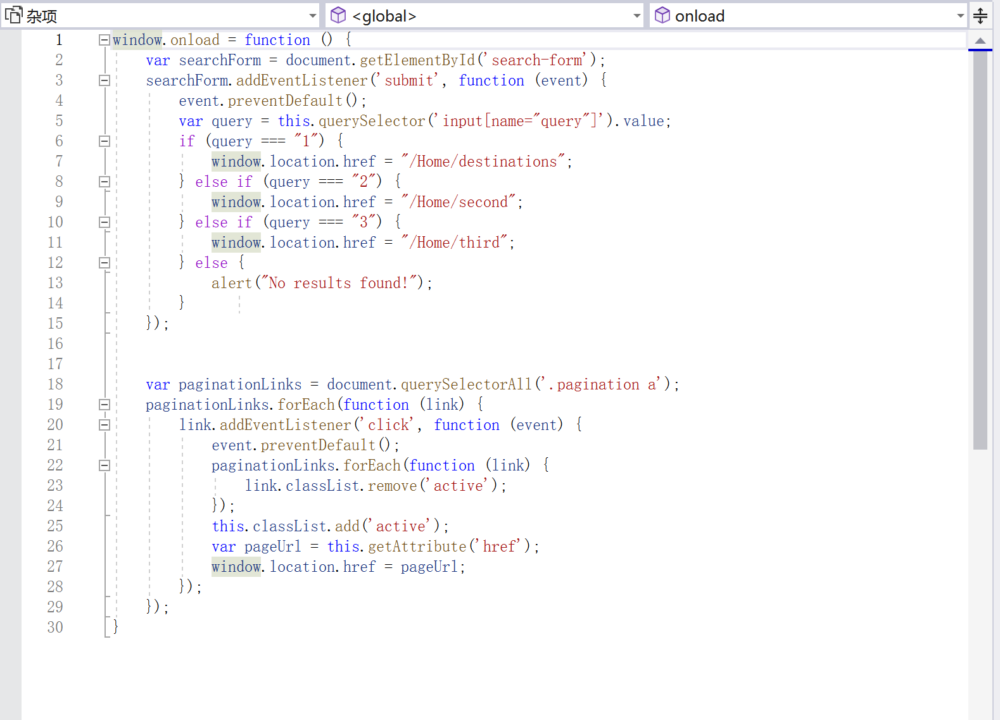 杂项 <global> onload
1 window.onload = function () {
2 var searchForm = document.getElementById('search-form');
3 searchForm.addEventListener('submit', function (event) {
4 event.preventDefault();
5 var query = this.querySelector('input[name="query"]').value;
6 if (query === "1") {
7 window.location.href = "/Home/destinations";
8 } else if (query === "2") {
9 window.location.href = "/Home/second";
10 } else if (query === "3") {
11 window.location.href = "/Home/third";
12 } else {
13 alert("No results found!");
14 }
15 });
16
17
18 var paginationLinks = document.querySelectorAll('.pagination a');
19 paginationLinks.forEach(function (link) {
20 link.addEventListener('click', function (event) {
21 event.preventDefault();
22 paginationLinks.forEach(function (link) {
23 link.classList.remove('active');
24 });
25 this.classList.add('active');
26 var pageUrl = this.getAttribute('href');
27 window.location.href = pageUrl;
28 });
29 });
30 }